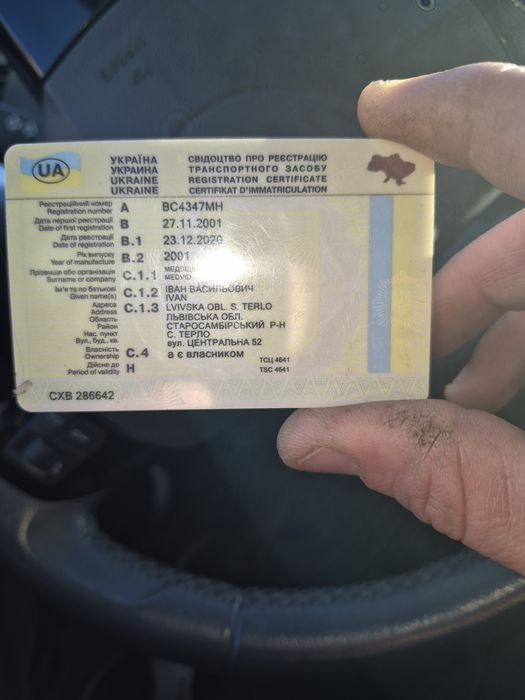 UA
УКРАЇНА
УКРАИНА
UKRAINE
UKRAINE
СВІДОЦТВО ПРО РЕЄСТРАЦІЮ
ТРАНСПОРТНОГО ЗАСОБУ
REGISTRATION CERTIFICATE
CERTIFIKAT D'IMMATRICULATION
Реєстраційний номер
Registration number
A
BC4347MH
Дата першої реєстрації
Date of first registration
B
27.11.2001
Дата реєстрації
Date of registration
B.1
23.12.2020
Рік випуску
Year of manufacture
B.2
2001
Прізвище або організація
Surname or company
C.1.1
Ім'я та по батькові
Given name(s)
C.1.2
ІВАН ВАСИЛЬОВИЧ
IVAN
Адреса
Address
Область
Район
Нас. пункт
Вул., буд., кв.
C.1.3
LVIVSKA OBL. S. TERLO
ЛЬВІВСЬКА ОБЛ.
СТАРОСАМБІРСЬКИЙ Р-Н
С. ТЕРЛО
вул. ЦЕНТРАЛЬНА 52
Власність
Ownership
C.4
а є власником
Дійсне до
Period of validity
H
ТСЦ 4641
TSC 4641
СХВ 286642